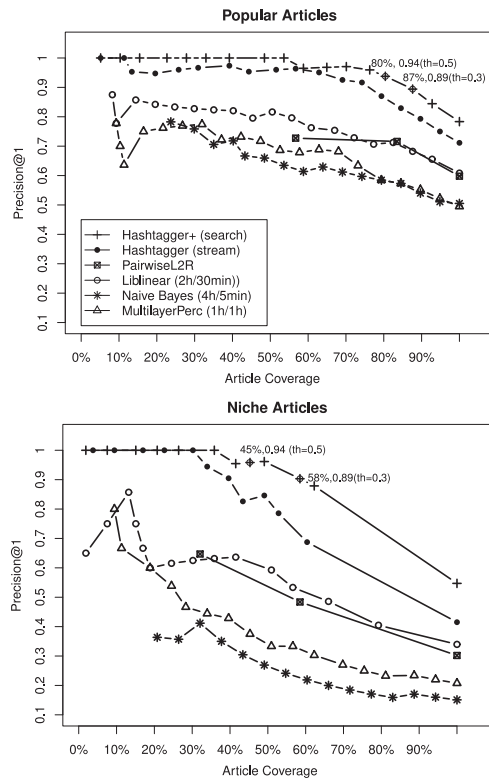 Popular Articles
Precision@1
1
0.9
0.8
0.7
0.6
0.5
0.4
0.3
0.2
0.1
80%, 0.94(th=0.5)
87%,0.89(th=0.3)
Hashtagger+ (search)
Hashtagger (stream)
PairwiseL2R
Liblinear (2h/30min))
Naive Bayes (4h/5min)
MultilayerPerc (1h/1h)
0% 10% 20% 30% 40% 50% 60% 70% 80% 90%
Article Coverage
Niche Articles
Precision@1
1
0.9
0.8
0.7
0.6
0.5
0.4
0.3
0.2
0.1
45%,0.94 (th=0.5)
58%,0.89(th=0.3)
0% 10% 20% 30% 40% 50% 60% 70% 80% 90%
Article Coverage